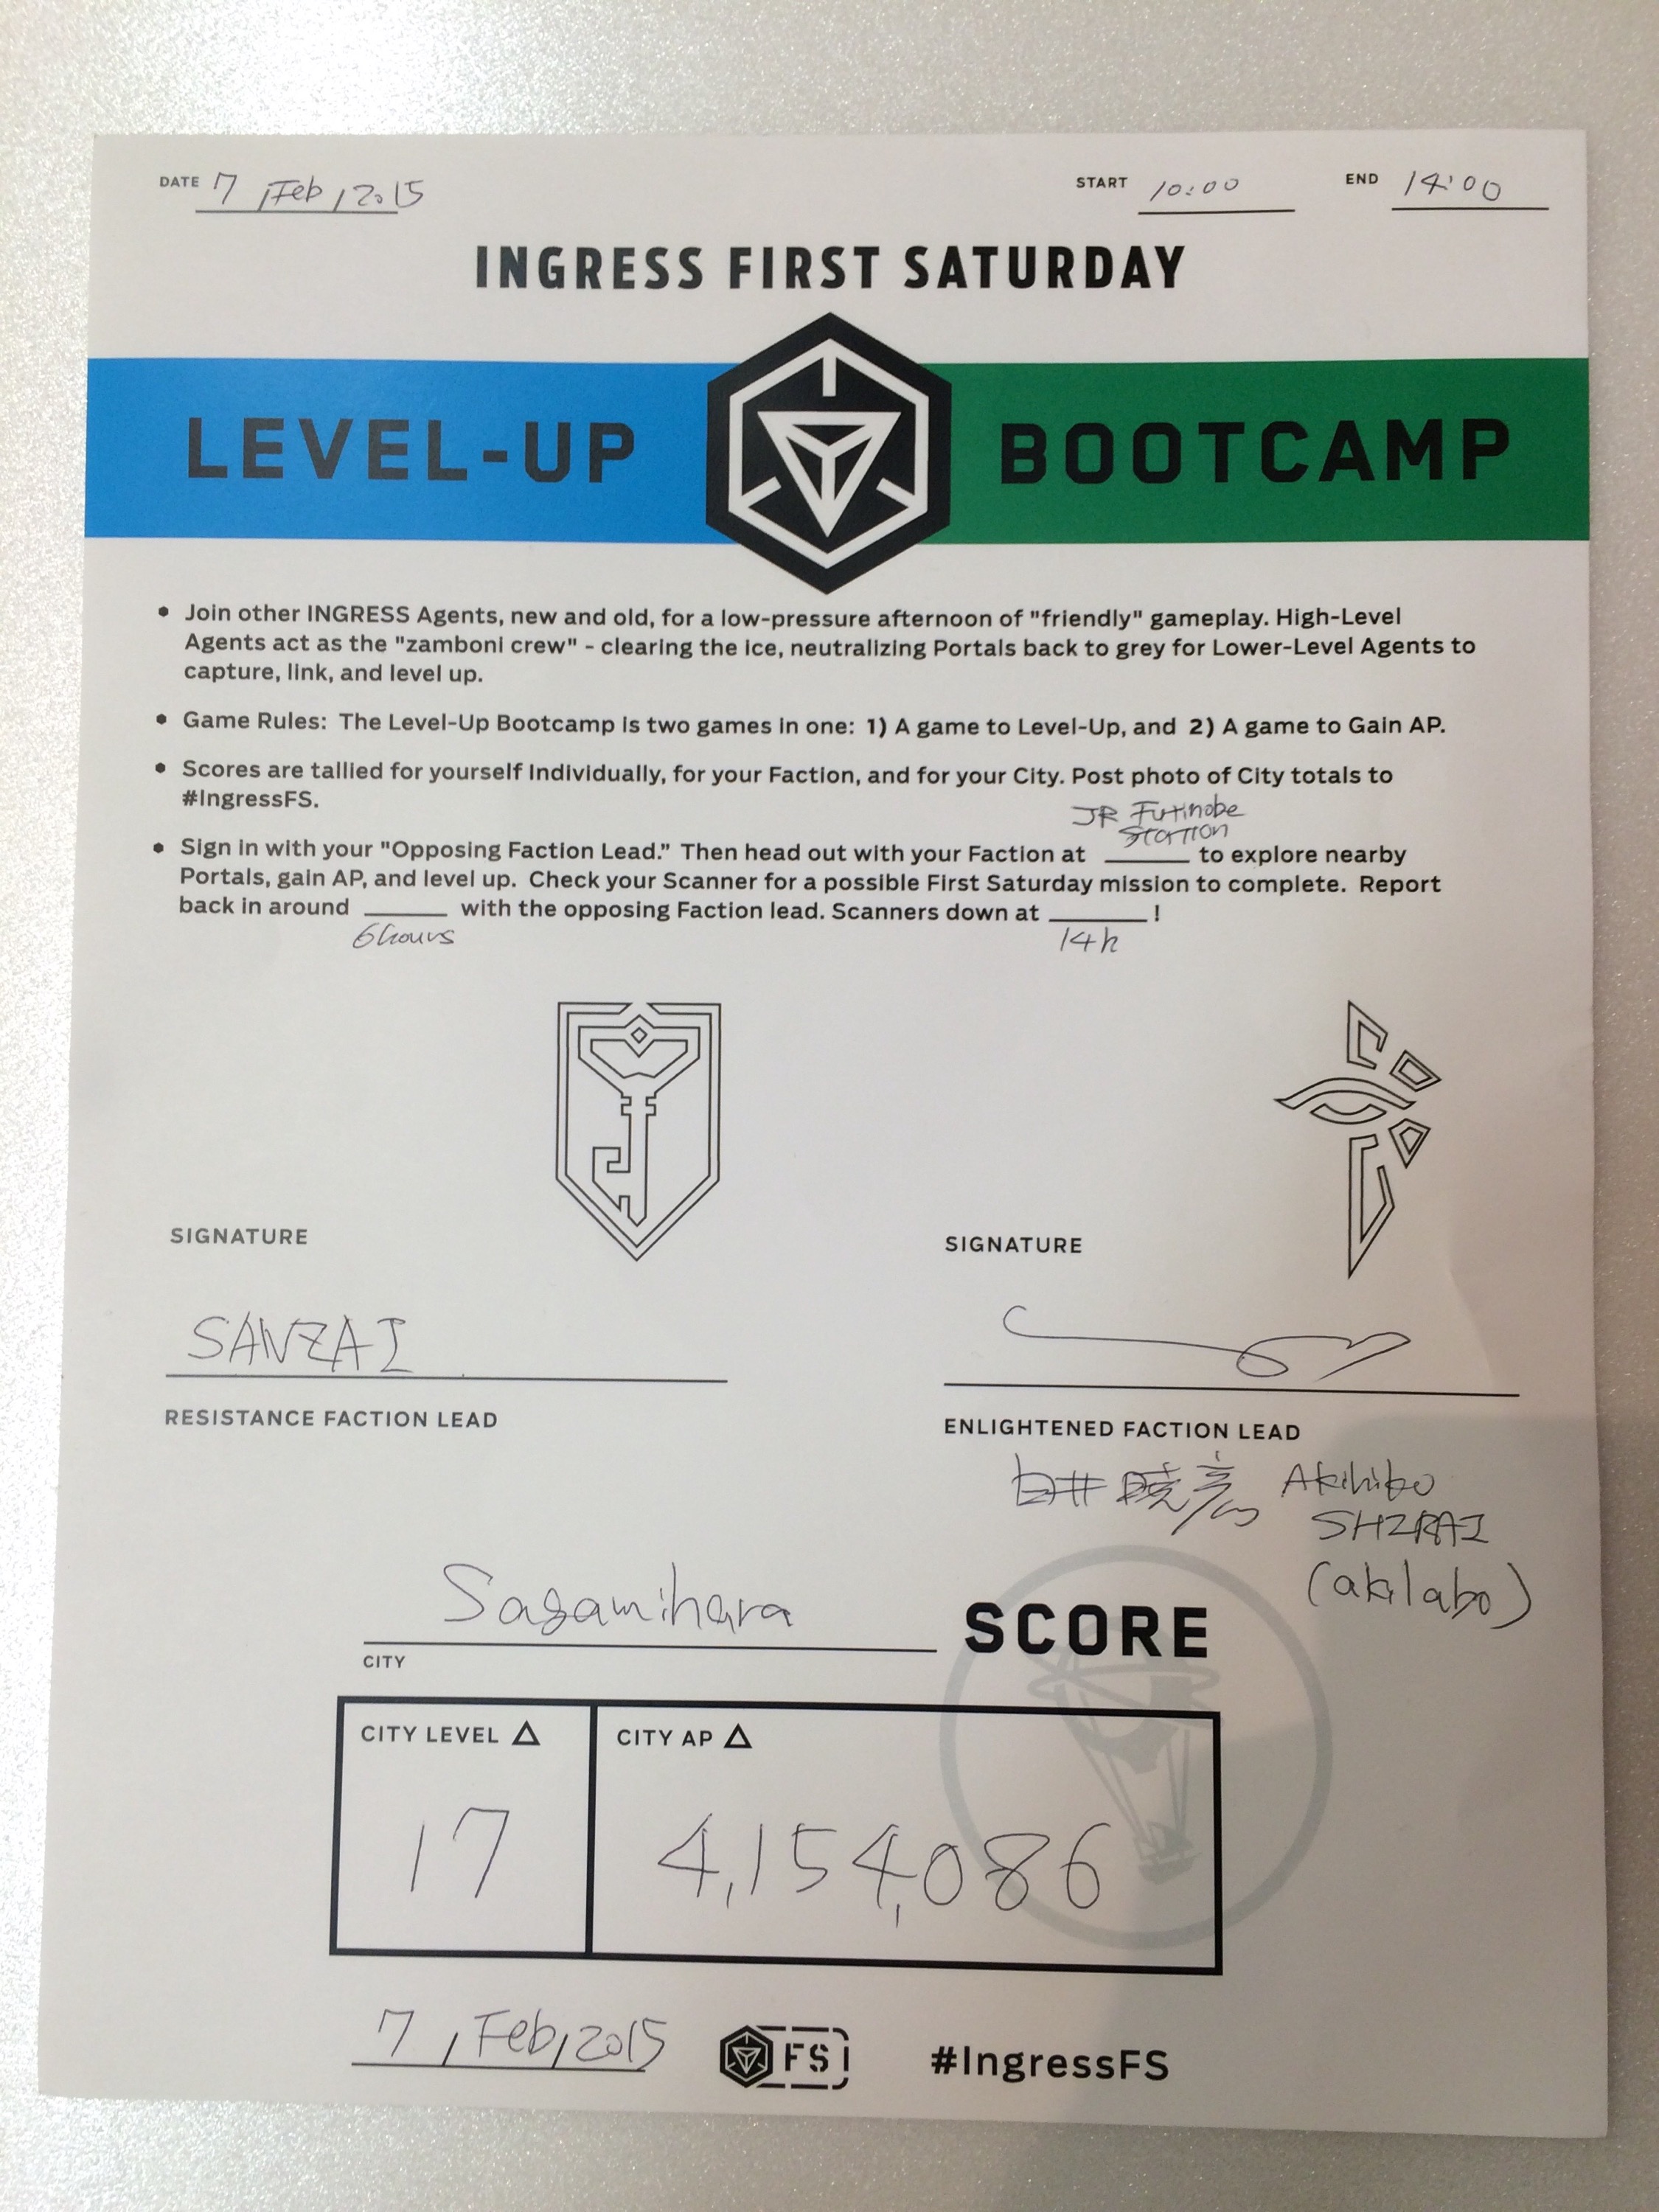 DATE 7 , Feb , 2015 START 10:00 END 14:00
INGRESS FIRST SATURDAY
LEVEL-UP BOOTCAMP
• Join other INGRESS Agents, new and old, for a low-pressure afternoon of "friendly" gameplay. High-Level
Agents act as the "zamboni crew" - clearing the ice, neutralizing Portals back to grey for Lower-Level Agents to
capture, link, and level up.
• Game Rules: The Level-Up Bootcamp is two games in one: 1) A game to Level-Up, and 2) A game to Gain AP.
• Scores are tallied for yourself Individually, for your Faction, and for your City. Post photo of City totals to
#IngressFS.
JR Futinobe
Station
• Sign in with your "Opposing Faction Lead." Then head out with your Faction at to explore nearby
Portals, gain AP, and level up. Check your Scanner for a possible First Saturday mission to complete. Report
back in around with the opposing Faction lead. Scanners down at !
6hours 14h
SIGNATURE SIGNATURE
SANZAI
RESISTANCE FACTION LEAD ENLIGHTENED FACTION LEAD
白井暁彦 Akihiko
SHIRAI
(akilabo)
Sagamihara SCORE
CITY
CITY LEVEL △ CITY AP △
17 4,154,086
7 , Feb, 2015 FS #IngressFS